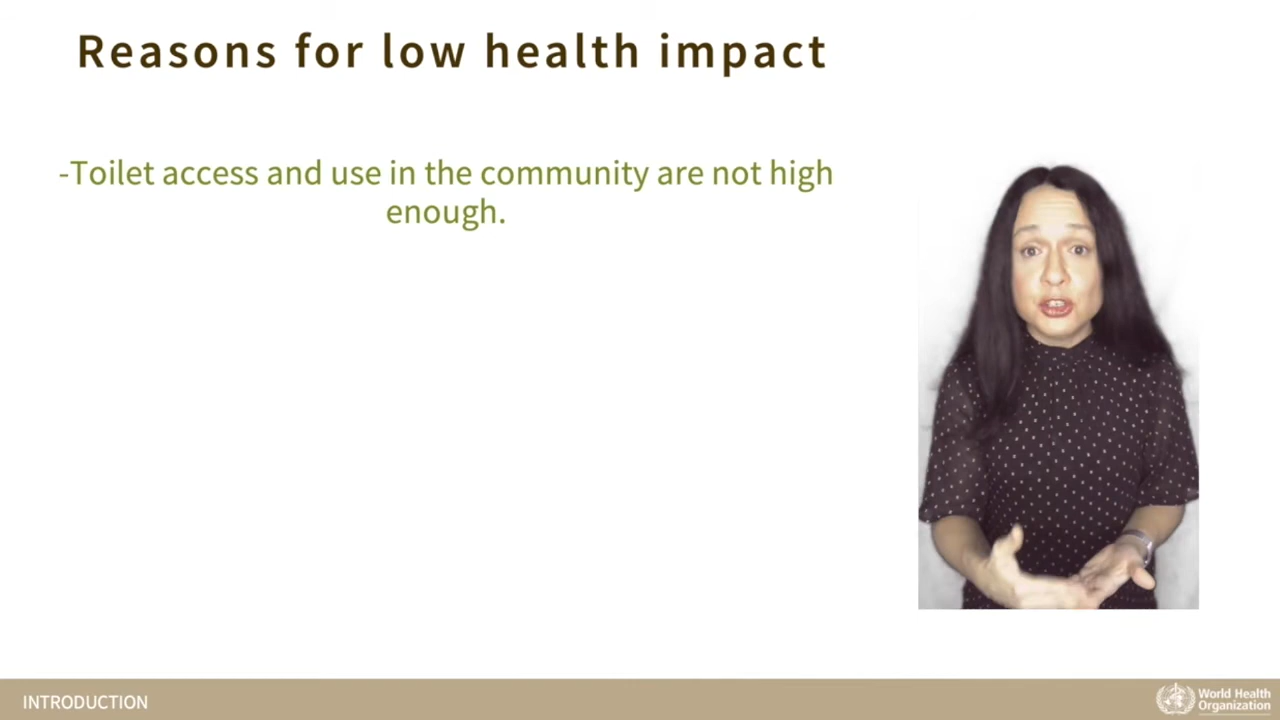 Reasons for low health impact
-Toilet access and use in the community are not high
enough.
INTRODUCTION
World Health
Organization